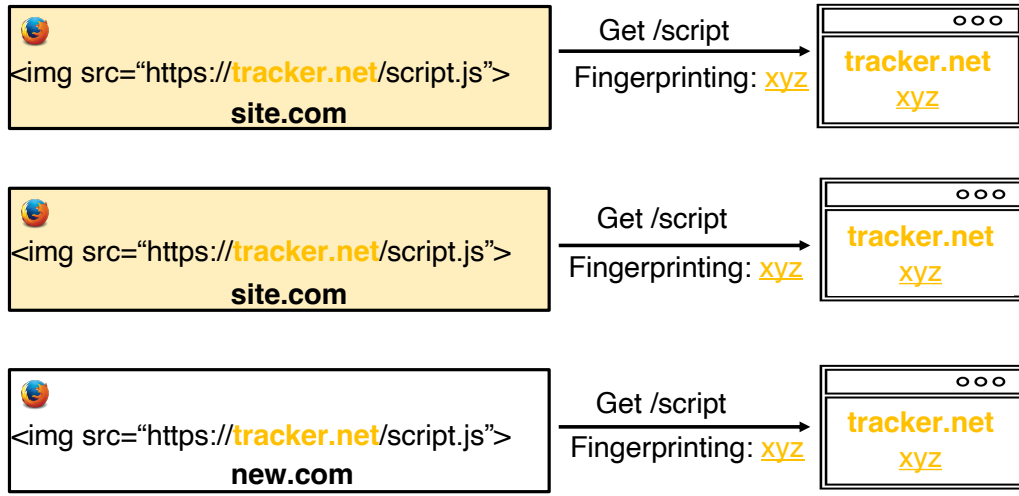 <img src=“https://tracker.net/script.js”>
site.com
Get /script
Fingerprinting: xyz
tracker.net
xyz
<img src=“https://tracker.net/script.js”>
site.com
Get /script
Fingerprinting: xyz
tracker.net
xyz
<img src=“https://tracker.net/script.js”>
new.com
Get /script
Fingerprinting: xyz
tracker.net
xyz